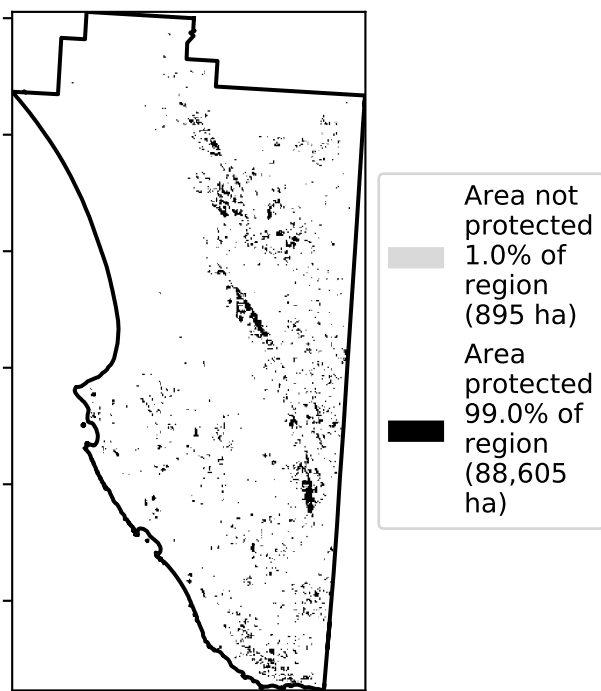 Area not
protected
1.0% of
region
(895 ha)
Area
protected
99.0% of
region
(88,605
ha)